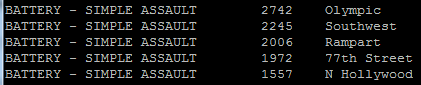 BATTERY - SIMPLE ASSAULT 2742 Olympic
BATTERY - SIMPLE ASSAULT 2245 Southwest
BATTERY - SIMPLE ASSAULT 2006 Rampart
BATTERY - SIMPLE ASSAULT 1972 77th Street
BATTERY - SIMPLE ASSAULT 1557 N Hollywood